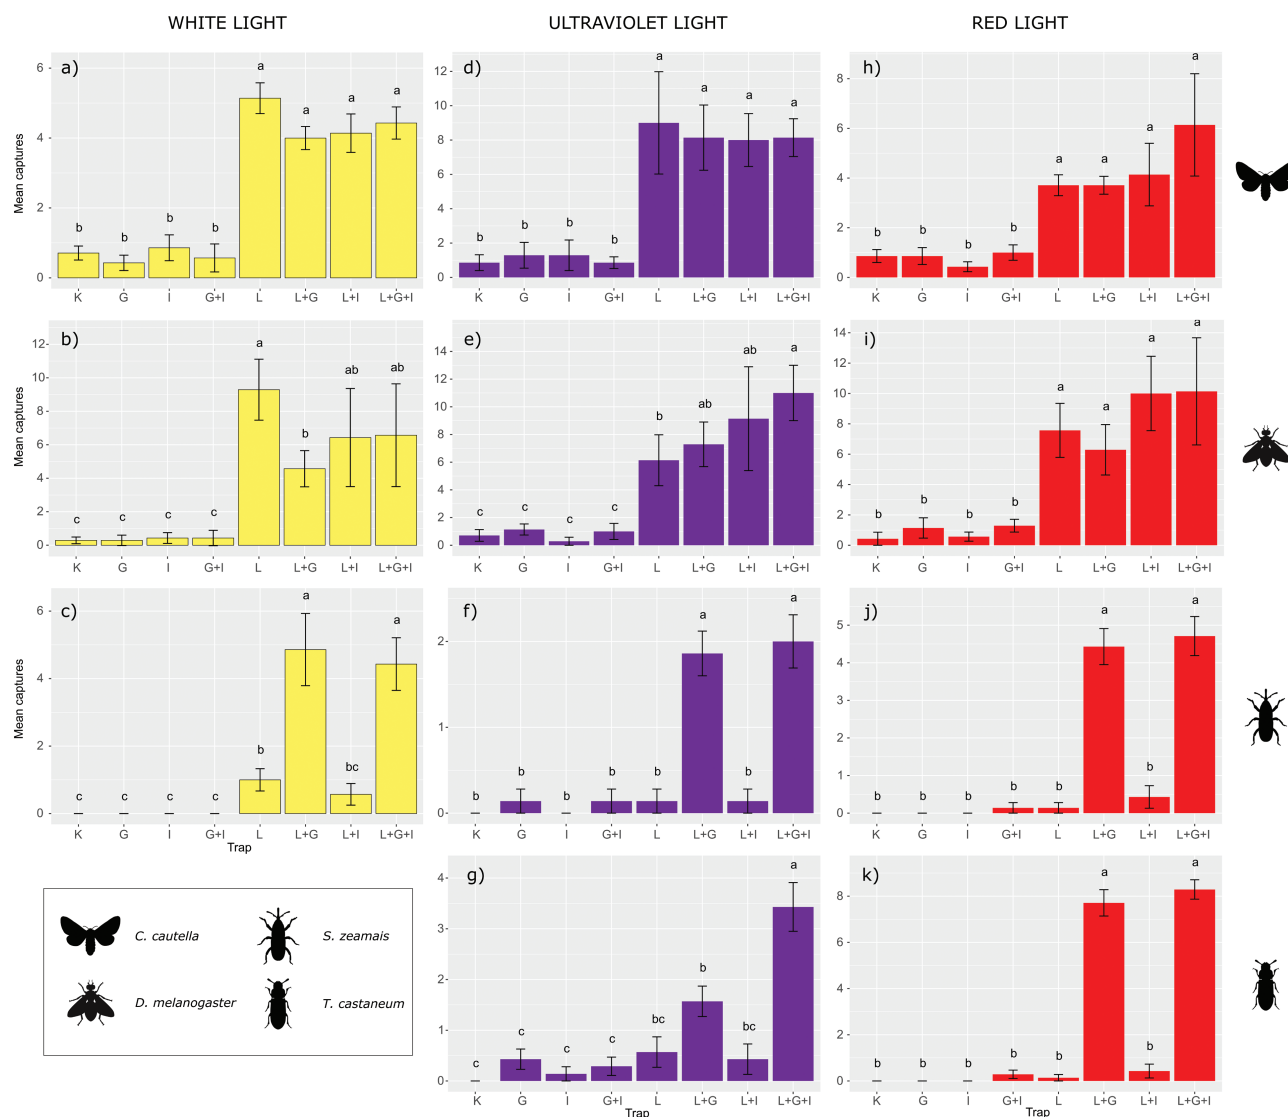 WHITE LIGHT
ULTRAVIOLET LIGHT
RED LIGHT
a)
Mean captures
6
4
2
0
b b b b a a a a
K G I G+I L L+G L+I L+G+I
d)
12
10
8
6
4
2
0
b b b b a a a a
K G I G+I L L+G L+I L+G+I
h)
8
6
4
2
0
b b b b a a a a
K G I G+I L L+G L+I L+G+I
b)
Mean captures
12
10
8
6
4
2
0
c c c c a b ab ab
K G I G+I L L+G L+I L+G+I
e)
14
12
10
8
6
4
2
0
c c c c b ab ab a
K G I G+I L L+G L+I L+G+I
i)
14
12
10
8
6
4
2
0
b b b b a a a a
K G I G+I L L+G L+I L+G+I
c)
Mean captures
6
4
2
0
c c c c b a bc a
K G I G+I L L+G L+I L+G+I
Trap
f)
2
1
0
b b b b b a b a
K G I G+I L L+G L+I L+G+I
j)
5
4
3
2
1
0
b b b b b a b a
K G I G+I L L+G L+I L+G+I
g)
4
3
2
1
0
c c c c bc b bc a
K G I G+I L L+G L+I L+G+I
Trap
k)
8
6
4
2
0
b b b b b a b a
K G I G+I L L+G L+I L+G+I
Trap
C. cautella
S. zeamais
D. melanogaster
T. castaneum